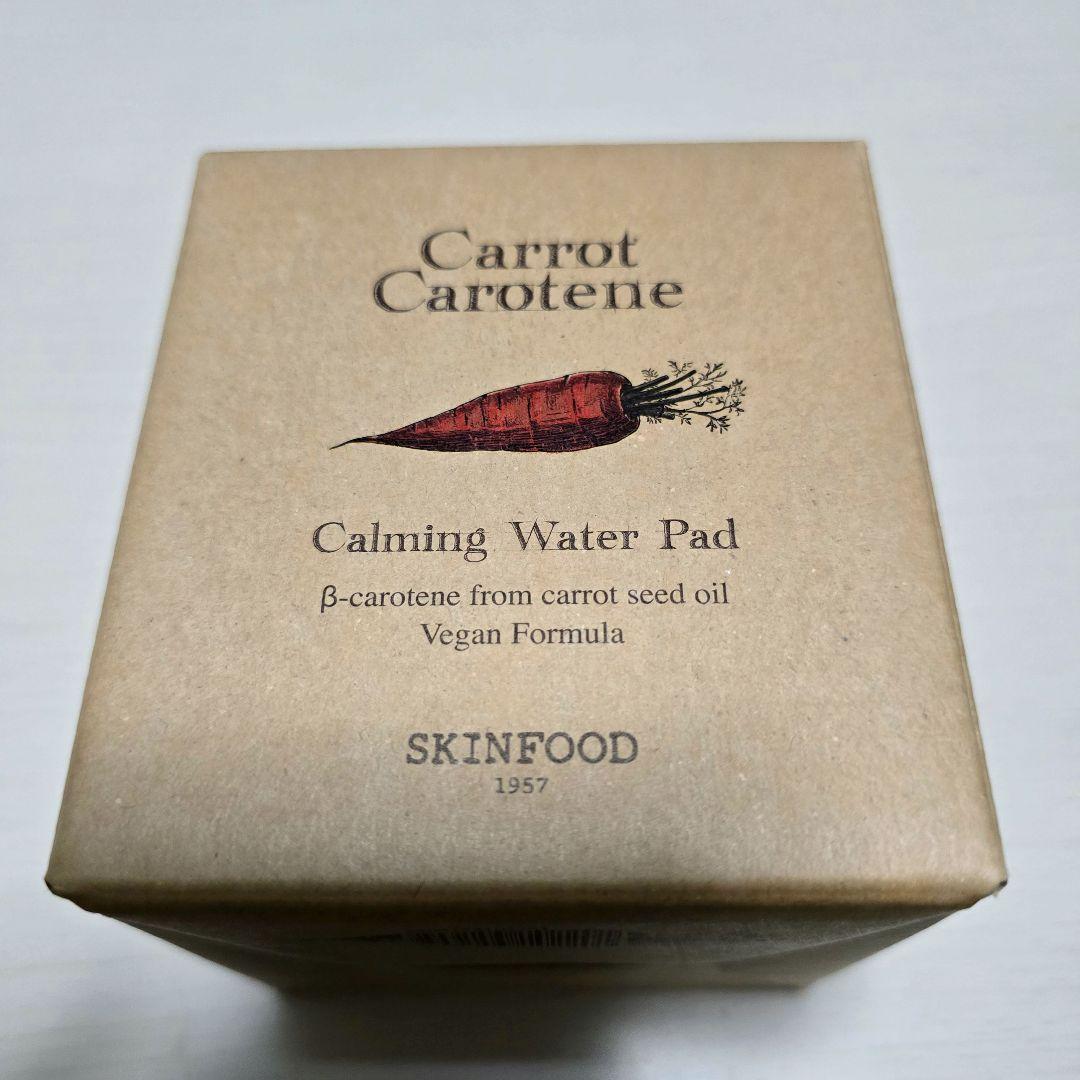 Carrot
Carotene
Calming Water Pad
β-carotene from carrot seed oil
Vegan Formula
SKINFOOD
1957